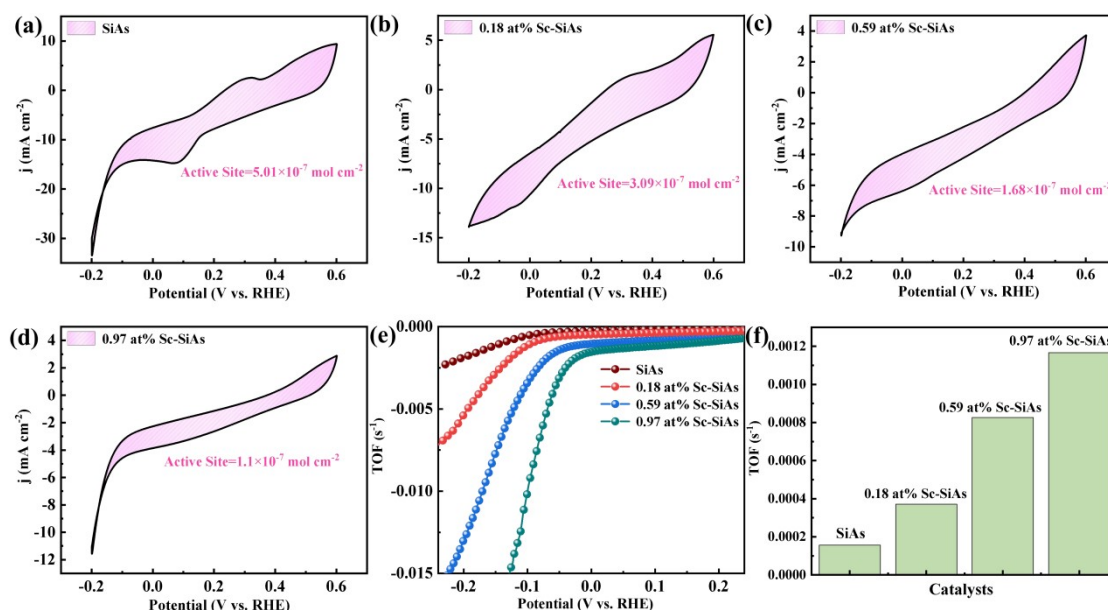 (a)
SiAs
10
0
-10
-20
-30
j (mA cm⁻²)
Active Site=5.01×10⁻⁷ mol cm⁻²
-0.2 0.0 0.2 0.4 0.6
Potential (V vs. RHE)
(b)
0.18 at% Sc-SiAs
5
0
-5
-10
-15
j (mA cm⁻²)
Active Site=3.09×10⁻⁷ mol cm⁻²
-0.2 0.0 0.2 0.4 0.6
Potential (V vs. RHE)
(c)
0.59 at% Sc-SiAs
4
2
0
-2
-4
-6
-8
-10
j (mA cm⁻²)
Active Site=1.68×10⁻⁷ mol cm⁻²
-0.2 0.0 0.2 0.4 0.6
Potential (V vs. RHE)
(d)
0.97 at% Sc-SiAs
4
2
0
-2
-4
-6
-8
-10
-12
j (mA cm⁻²)
Active Site=1.1×10⁻⁷ mol cm⁻²
-0.2 0.0 0.2 0.4 0.6
Potential (V vs. RHE)
(e)
0.000
-0.005
-0.010
-0.015
TOF (s⁻¹)
SiAs
0.18 at% Sc-SiAs
0.59 at% Sc-SiAs
0.97 at% Sc-SiAs
-0.2 -0.1 0.0 0.1 0.2
Potential (V vs. RHE)
(f)
0.0012
0.0010
0.0008
0.0006
0.0004
0.0002
0.0000
TOF (s⁻¹)
SiAs
0.18 at% Sc-SiAs
0.59 at% Sc-SiAs
0.97 at% Sc-SiAs
Catalysts